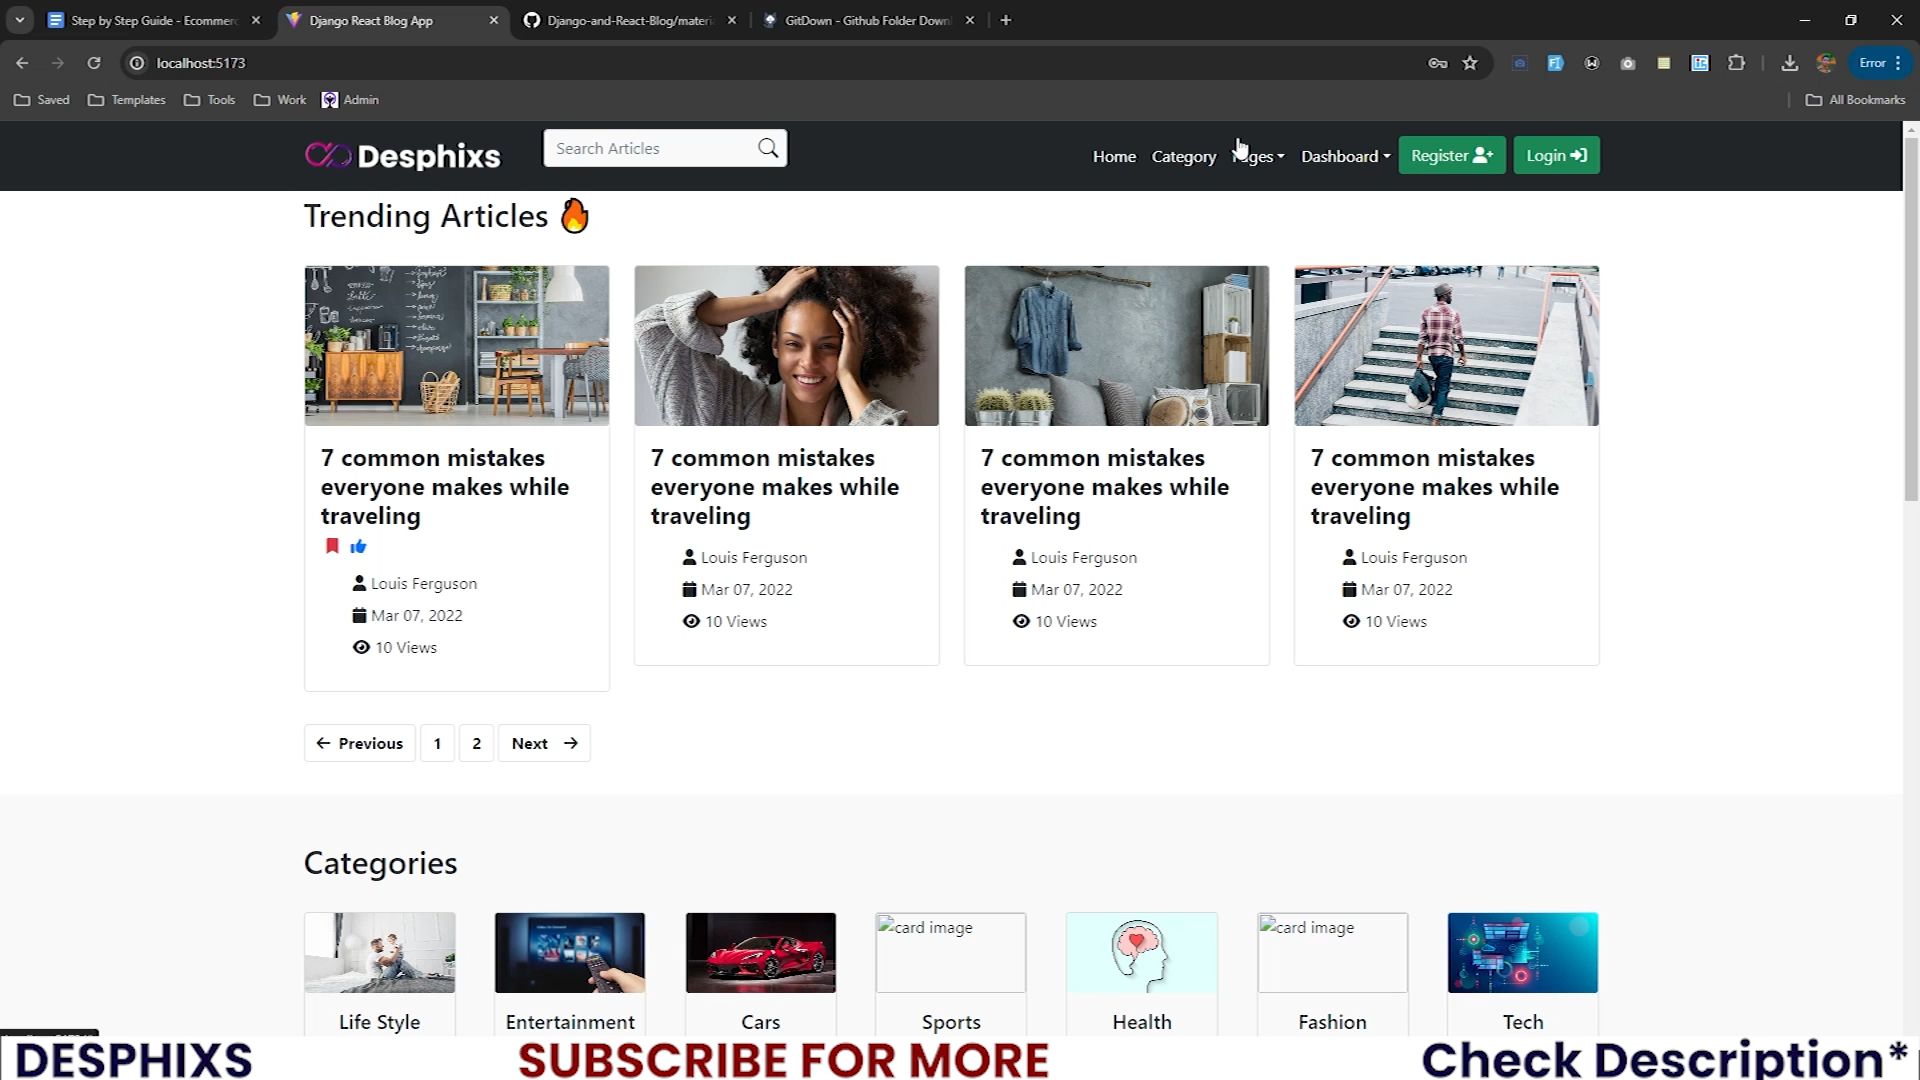 Step by Step Guide - Ecommerc
Django React Blog App
Django-and-React-Blog/materi
GitDown - Github Folder Down
localhost:5173
Error
Saved
Templates
Tools
Work
Admin
All Bookmarks
Desphixs
Search Articles
Home
Category
Dashboard
Register
Login
Trending Articles 🔥
7 common mistakes
everyone makes while
traveling
Louis Ferguson
Mar 07, 2022
10 Views
7 common mistakes
everyone makes while
traveling
Louis Ferguson
Mar 07, 2022
10 Views
7 common mistakes
everyone makes while
traveling
Louis Ferguson
Mar 07, 2022
10 Views
7 common mistakes
everyone makes while
traveling
Louis Ferguson
Mar 07, 2022
10 Views
← Previous
1
2
Next →
Categories
card image
card image
Life Style
Entertainment
Cars
Sports
Health
Fashion
Tech
DESPHIXS
SUBSCRIBE FOR MORE
Check Description*